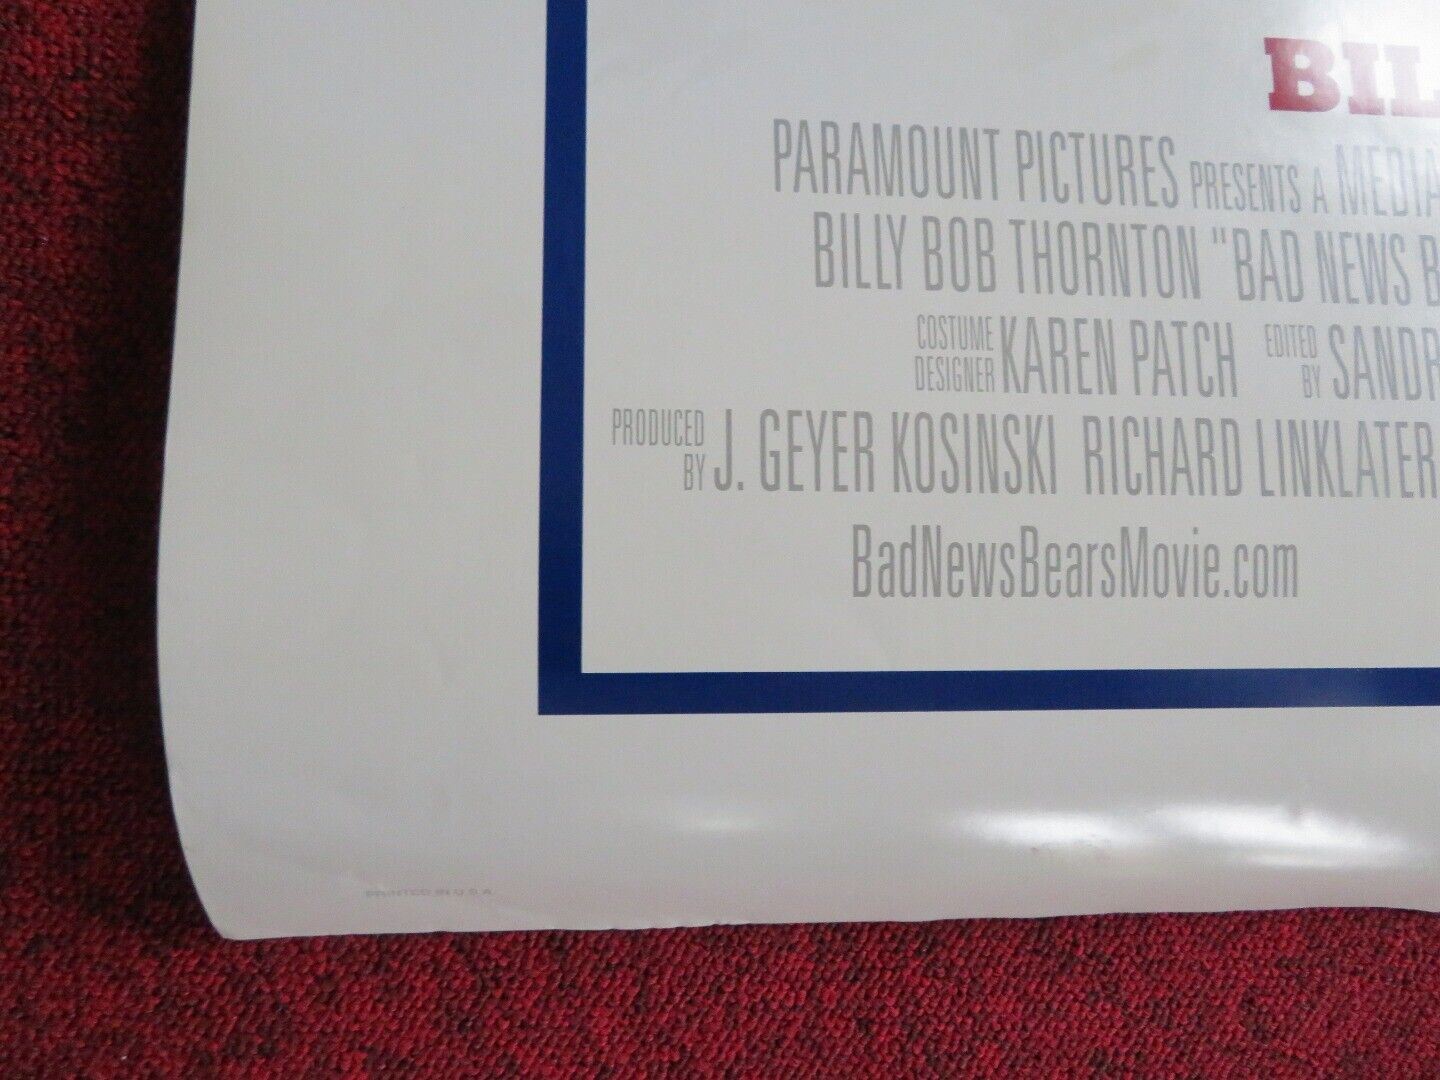 BIL
PARAMOUNT PICTURES PRESENTS A MEDIA
BILLY BOB THORNTON "BAD NEWS B
COSTUME DESIGNER KAREN PATCH EDITED BY SANDR
PRODUCED BY J. GEYER KOSINSKI RICHARD LINKLATER
BadNewsBearsMovie.com
PRINTED IN U.S.A.